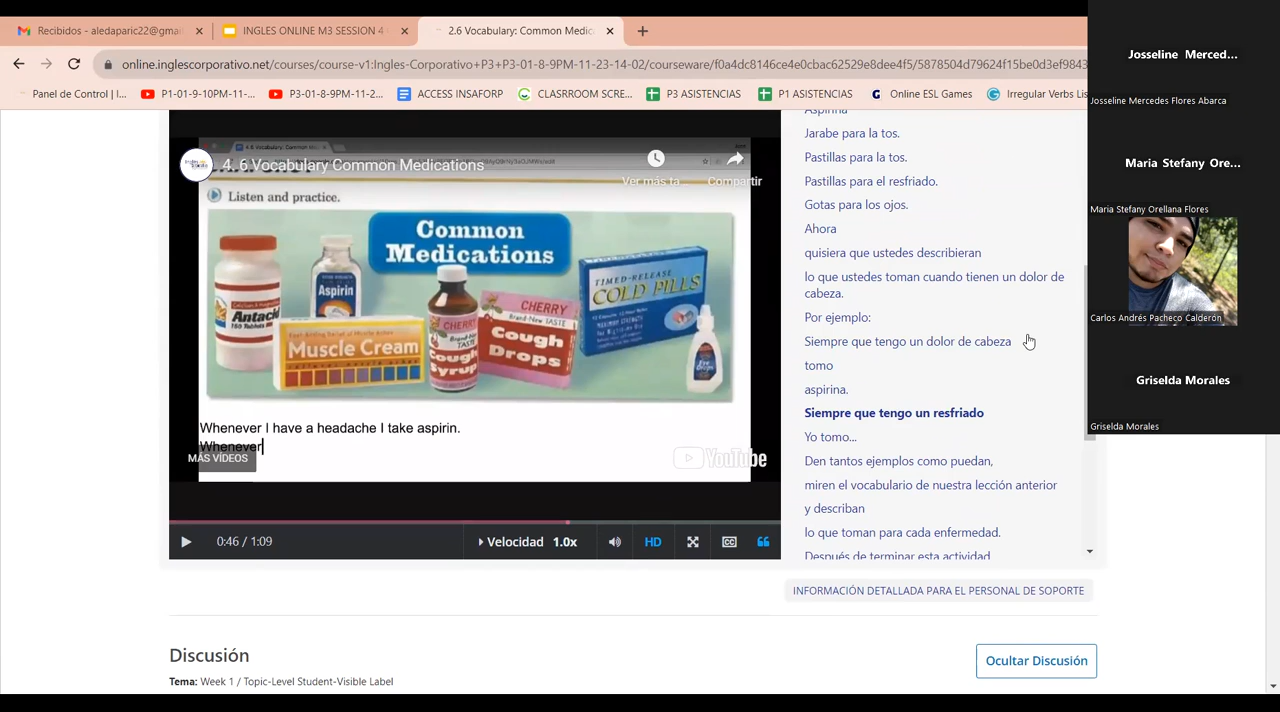 Recibidos - aledaparic22@gma
INGLES ONLINE M3 SESSION 4
2.6 Vocabulary: Common Medic
online.inglescorporativo.net/courses/course-v1:Ingles-Corporativo+P3+P3-01-8-9PM-11-23-14-02/courseware/f0a4dc8146ce4e0cbac62529e8dee4f5/5878504d79624f15be0d3ef9843
Panel de Control | I...
P1-01-9-10PM-11-...
P3-01-8-9PM-11-2...
ACCESS INSAFORP
CLASRROOM SCRE...
P3 ASISTENCIAS
P1 ASISTENCIAS
Online ESL Games
Irregular Verbs Lis
4. 6 Vocabulary Common Medications
Ver más ta...
Compartir
Listen and practice.
Common
Medications
Antacid
Aspirin
Muscle Cream
CHERRY
Cough
Syrup
CHERRY
Brand-New TASTE
Cough
Drops
TIMED-RELEASE
COLD PILLS
Whenever I have a headache I take aspirin.
Whenever
MÁS VIDEOS
YouTube
0:46 / 1:09
Velocidad 1.0x
HD
Aspirina
Jarabe para la tos.
Pastillas para la tos.
Pastillas para el resfriado.
Gotas para los ojos.
Ahora
quisiera que ustedes describieran
lo que ustedes toman cuando tienen un dolor de
cabeza.
Por ejemplo:
Siempre que tengo un dolor de cabeza
tomo
aspirina.
Siempre que tengo un resfriado
Yo tomo...
Den tantos ejemplos como puedan,
miren el vocabulario de nuestra lección anterior
y describan
lo que toman para cada enfermedad.
Después de terminar esta actividad
INFORMACIÓN DETALLADA PARA EL PERSONAL DE SOPORTE
Discusión
Tema: Week 1 / Topic-Level Student-Visible Label
Ocultar Discusión
Josseline Merced...
Josseline Mercedes Flores Abarca
Maria Stefany Ore...
Maria Stefany Orellana Flores
Carlos Andrés Pacheco Calderón
Griselda Morales
Griselda Morales